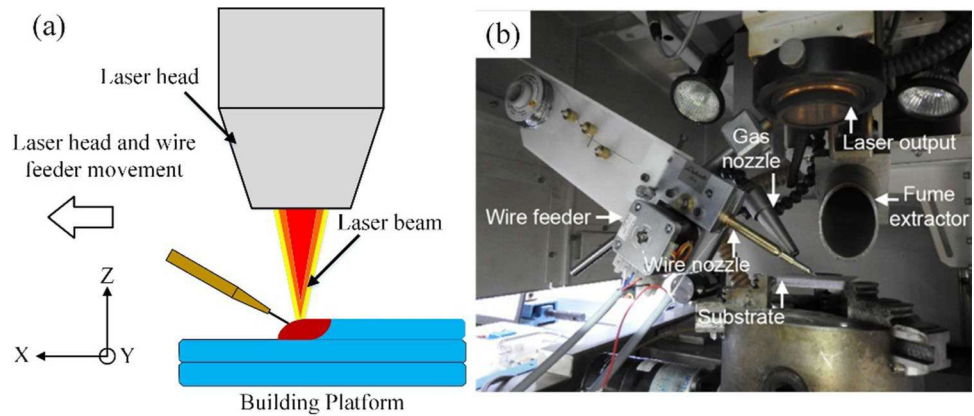 (a)
Laser head
Laser head and wire
feeder movement
Laser beam
Z
X
Y
Building Platform
(b)
Gas
nozzle
Laser output
Wire feeder
Fume
extractor
Wire nozzle
Substrate